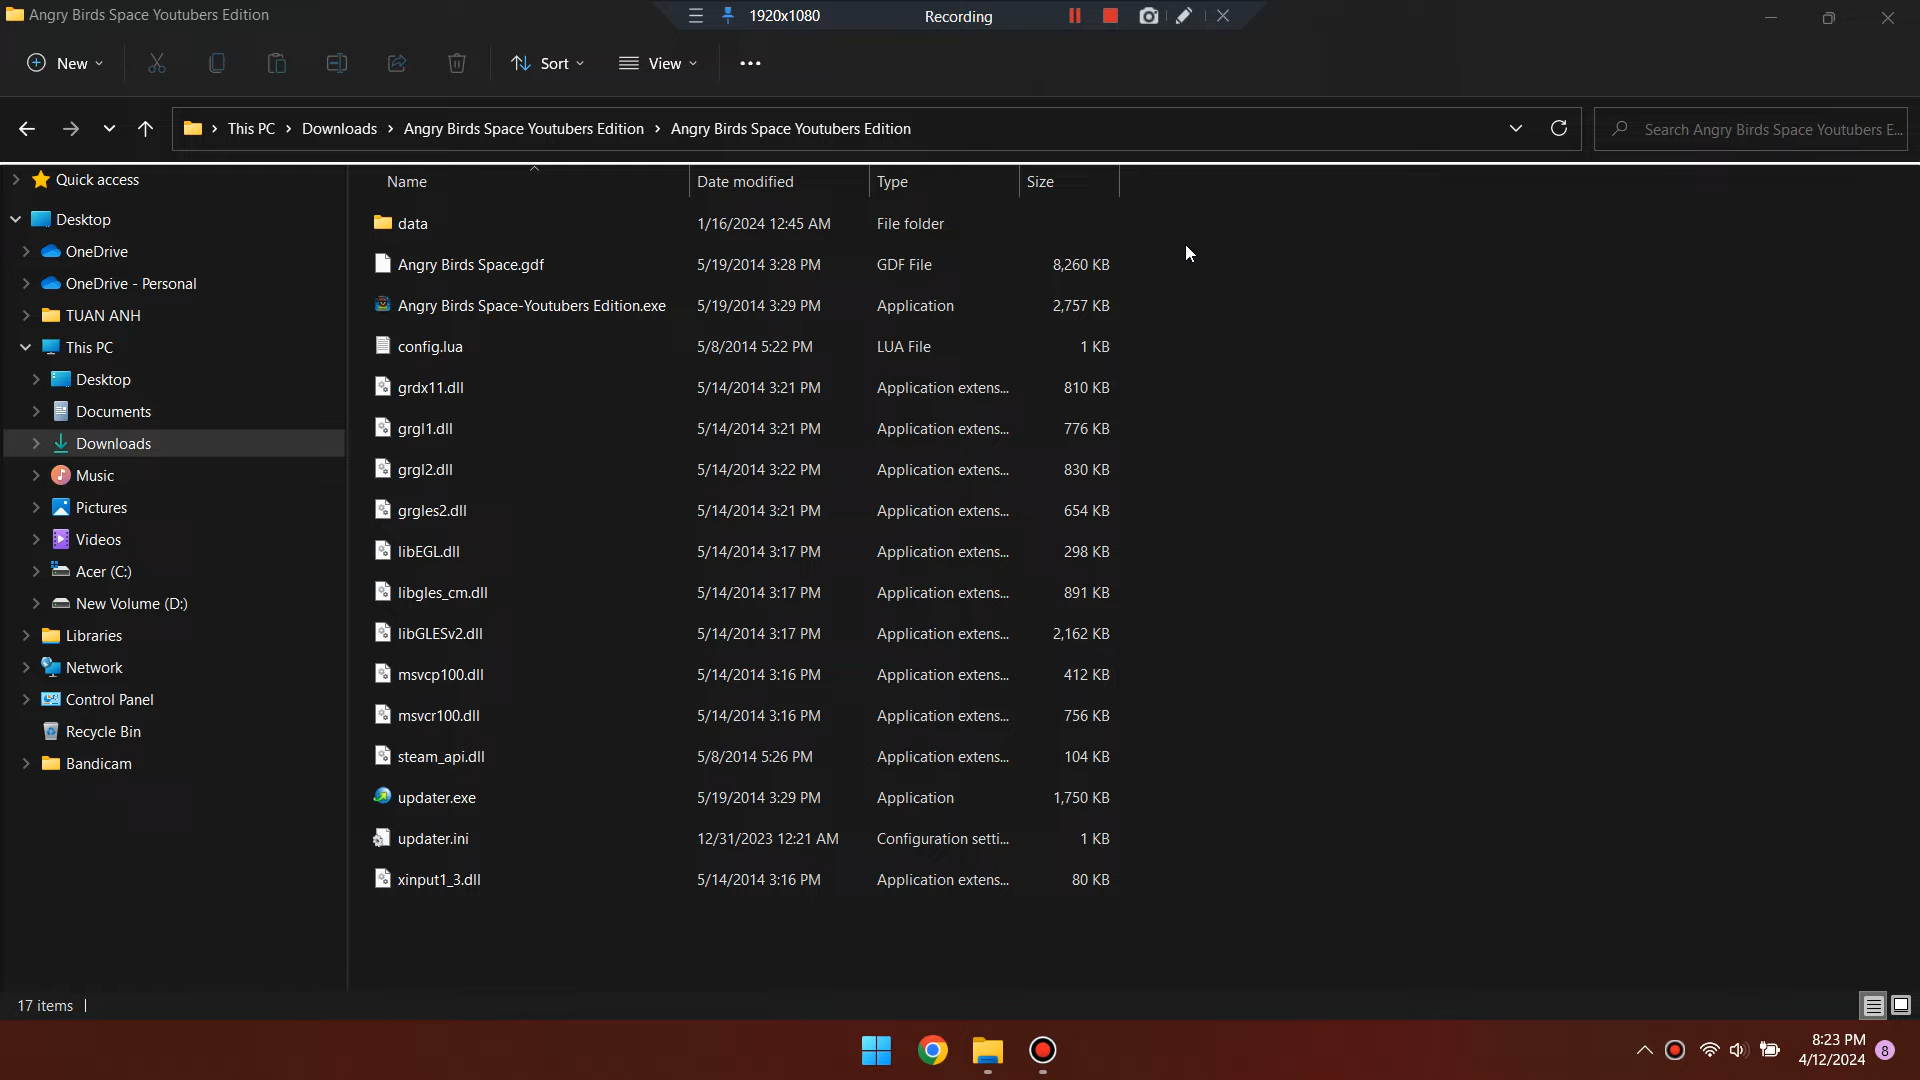 Angry Birds Space Youtubers Edition
1920x1080 Recording
New Sort View
This PC Downloads Angry Birds Space Youtubers Edition Angry Birds Space Youtubers Edition
Search Angry Birds Space Youtubers E...
Quick access
Desktop
OneDrive
OneDrive - Personal
TUAN ANH
This PC
Desktop
Documents
Downloads
Music
Pictures
Videos
Acer (C:)
New Volume (D:)
Libraries
Network
Control Panel
Recycle Bin
Bandicam
Name Date modified Type Size
data 1/16/2024 12:45 AM File folder
Angry Birds Space.gdf 5/19/2014 3:28 PM GDF File 8,260 KB
Angry Birds Space-Youtubers Edition.exe 5/19/2014 3:29 PM Application 2,757 KB
config.lua 5/8/2014 5:22 PM LUA File 1 KB
grdx11.dll 5/14/2014 3:21 PM Application extens... 810 KB
grgl1.dll 5/14/2014 3:21 PM Application extens... 776 KB
grgl2.dll 5/14/2014 3:22 PM Application extens... 830 KB
grgles2.dll 5/14/2014 3:21 PM Application extens... 654 KB
libEGL.dll 5/14/2014 3:17 PM Application extens... 298 KB
libgles_cm.dll 5/14/2014 3:17 PM Application extens... 891 KB
libGLESv2.dll 5/14/2014 3:17 PM Application extens... 2,162 KB
msvcp100.dll 5/14/2014 3:16 PM Application extens... 412 KB
msvcr100.dll 5/14/2014 3:16 PM Application extens... 756 KB
steam_api.dll 5/8/2014 5:26 PM Application extens... 104 KB
updater.exe 5/19/2014 3:29 PM Application 1,750 KB
updater.ini 12/31/2023 12:21 AM Configuration setti... 1 KB
xinput1_3.dll 5/14/2014 3:16 PM Application extens... 80 KB
17 items
8:23 PM
4/12/2024
8